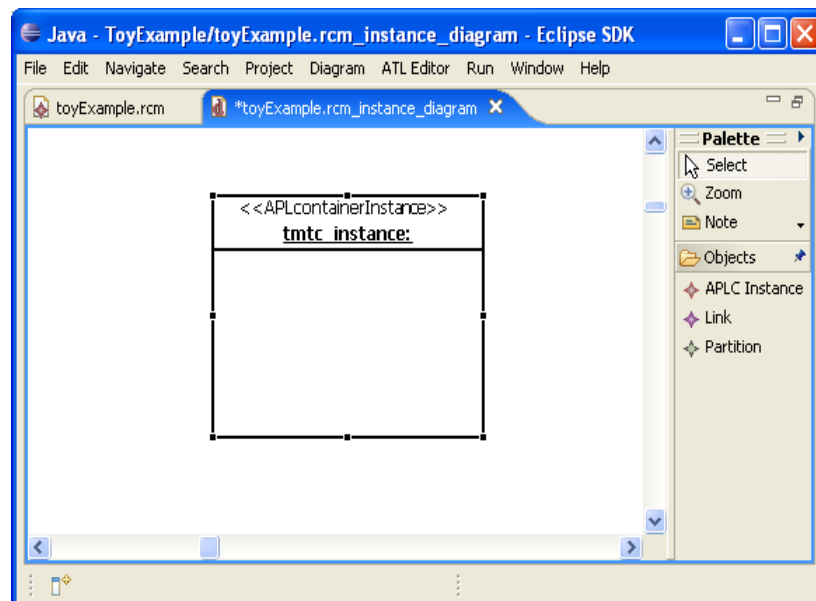 Java - ToyExample/toyExample.rcm_instance_diagram - Eclipse SDK
File Edit Navigate Search Project Diagram ATL Editor Run Window Help
toyExample.rcm *toyExample.rcm_instance_diagram
Palette
Select
Zoom
Note
Objects
APLC Instance
Link
Partition
<<APLcontainerInstance>>
tmtc_instance: